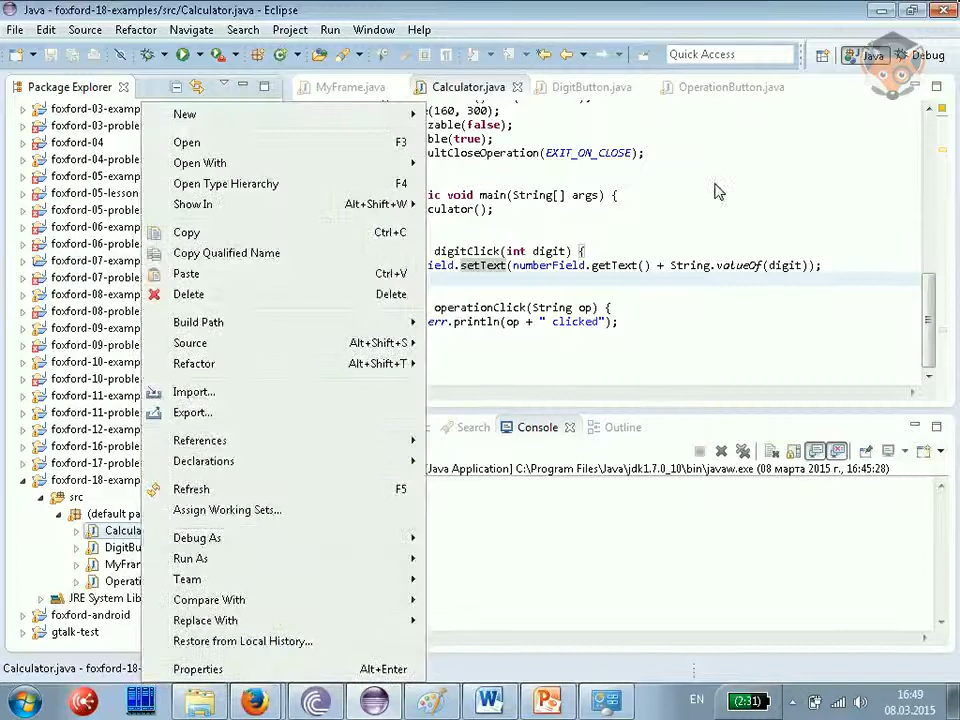 Java - foxford-18-examples/src/Calculator.java - Eclipse
File Edit Source Refactor Navigate Search Project Run Window Help
Quick Access
Java
Debug
Package Explorer
MyFrame.java
Calculator.java
DigitButton.java
OperationButton.java
foxford-03-examp
foxford-03-proble
foxford-04
foxford-04-proble
foxford-05-examp
foxford-05-lesson
foxford-05-proble
foxford-06-examp
foxford-06-proble
foxford-07-examp
foxford-07-proble
foxford-08-examp
foxford-08-proble
foxford-09-examp
foxford-09-proble
foxford-10-examp
foxford-10-proble
foxford-11-examp
foxford-11-proble
foxford-12-examp
foxford-16-proble
foxford-17-proble
foxford-18-examp
src
(default pa
Calcula
DigitBu
MyFram
Operati
JRE System Lib
foxford-android
gtalk-test
New
Open F3
Open With
Open Type Hierarchy F4
Show In Alt+Shift+W
Copy Ctrl+C
Copy Qualified Name
Paste Ctrl+V
Delete Delete
Build Path
Source Alt+Shift+S
Refactor Alt+Shift+T
Import...
Export...
References
Declarations
Refresh F5
Assign Working Sets...
Debug As
Run As
Team
Compare With
Replace With
Restore from Local History...
Properties Alt+Enter
(160, 300);
zable(false);
ble(true);
ultCloseOperation(EXIT_ON_CLOSE);
ic void main(String[] args) {
culator();
digitClick(int digit) {
ield.setText(numberField.getText() + String.valueOf(digit));
operationClick(String op) {
err.println(op + " clicked");
Search
Console
Outline
[Java Application] C:\Program Files\Java\jdk1.7.0_10\bin\javaw.exe (08 марта 2015 г., 16:45:28)
Calculator.java - foxford-18-
EN
(2:31)
16:49
08.03.2015